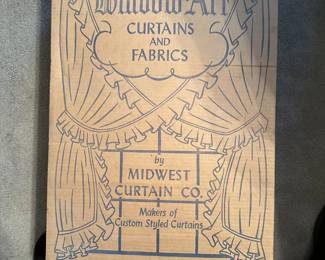 Window-Art
CURTAINS
AND
FABRICS
by
MIDWEST
CURTAIN CO.
Makers of
Custom Styled Curtains